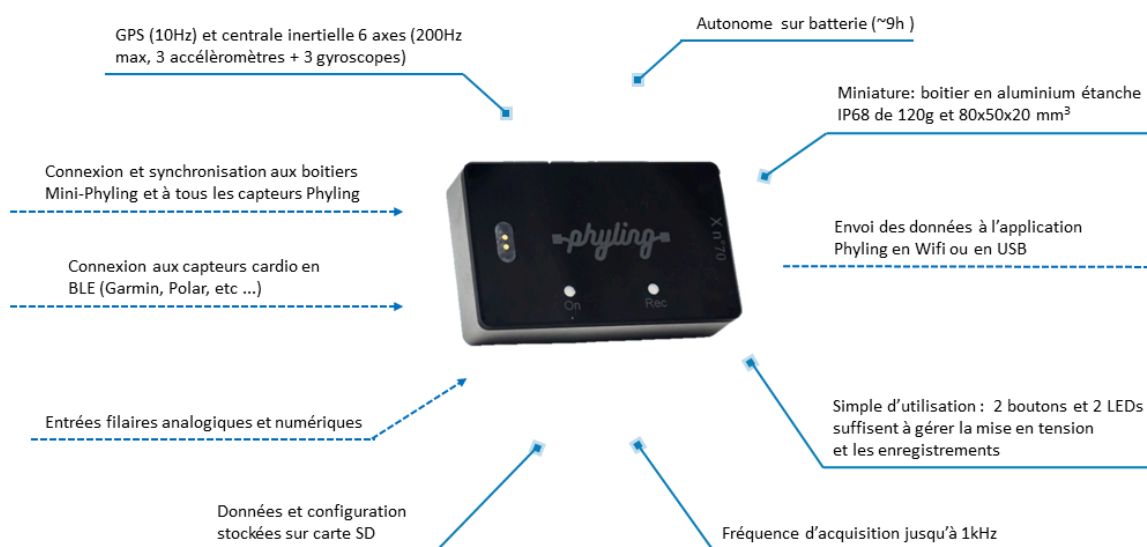 GPS (10Hz) et centrale inertielle 6 axes (200Hz
max, 3 accélèromètres + 3 gyroscopes)
Autonome sur batterie (~9h )
Miniature: boitier en aluminium étanche
IP68 de 120g et 80x50x20 mm³
Connexion et synchronisation aux boitiers
Mini-Phyling et à tous les capteurs Phyling
Envoi des données à l'application
Phyling en Wifi ou en USB
Connexion aux capteurs cardio en
BLE (Garmin, Polar, etc ...)
phyling
X n°70
On
Rec
Entrées filaires analogiques et numériques
Simple d'utilisation : 2 boutons et 2 LEDs
suffisent à gérer la mise en tension
et les enregistrements
Données et configuration
stockées sur carte SD
Fréquence d'acquisition jusqu'à 1kHz